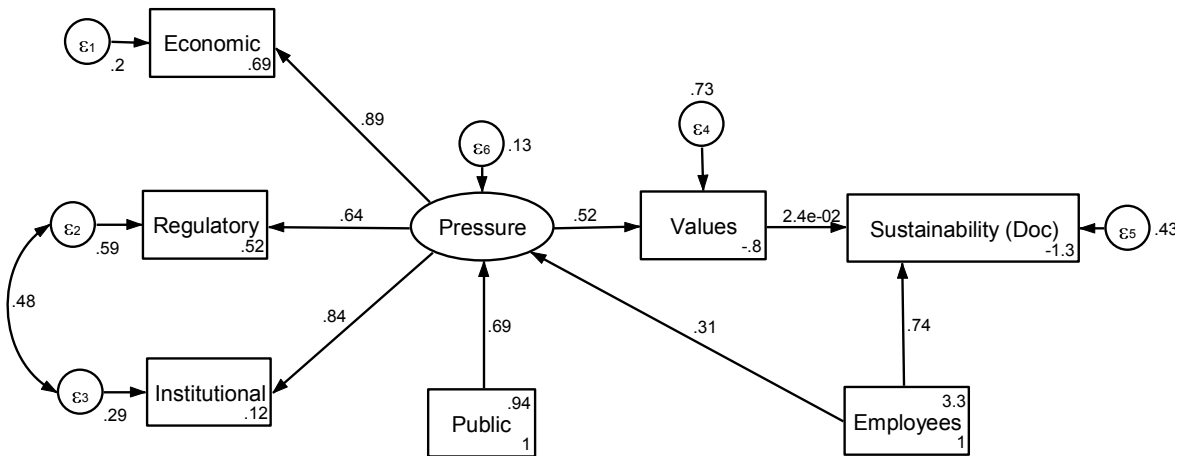 ε1
.2
Economic
.69
.89
ε2
.59
Regulatory
.52
.64
.48
ε3
.29
Institutional
.12
.84
ε6
.13
Pressure
.52
.73
ε4
Values
-.8
2.4e-02
Sustainability (Doc)
-1.3
ε5
.43
.69
.31
.74
.94
Public
1
3.3
Employees
1